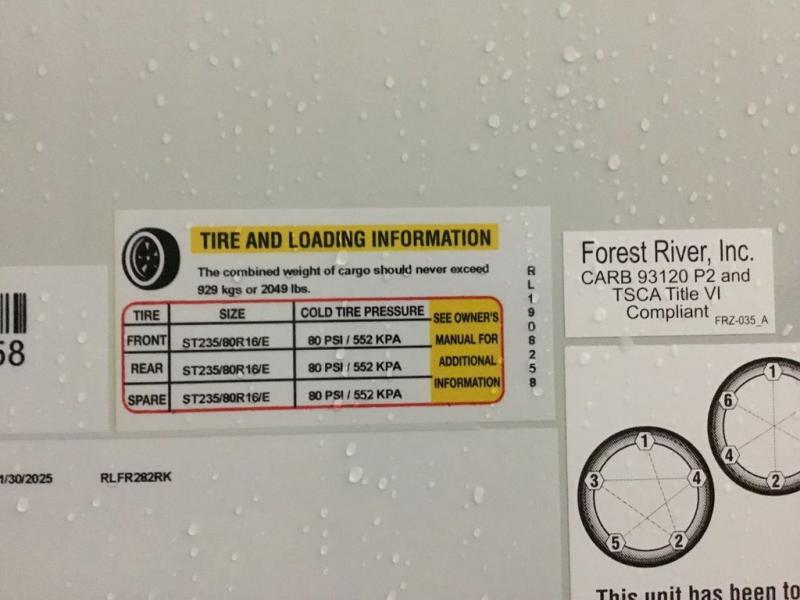 TIRE AND LOADING INFORMATION
The combined weight of cargo should never exceed
929 kgs or 2049 lbs.
TIRE SIZE COLD TIRE PRESSURE SEE OWNER'S
FRONT ST235/80R16/E 80 PSI / 552 KPA MANUAL FOR
REAR ST235/80R16/E 80 PSI / 552 KPA ADDITIONAL
SPARE ST235/80R16/E 80 PSI / 552 KPA INFORMATION
RL1908258
Forest River, Inc.
CARB 93120 P2 and
TSCA Title VI
Compliant FRZ-035_A
58
1/30/2025 RLFR282RK
1
6
4
2
1
3 4
5 2
This unit has been to